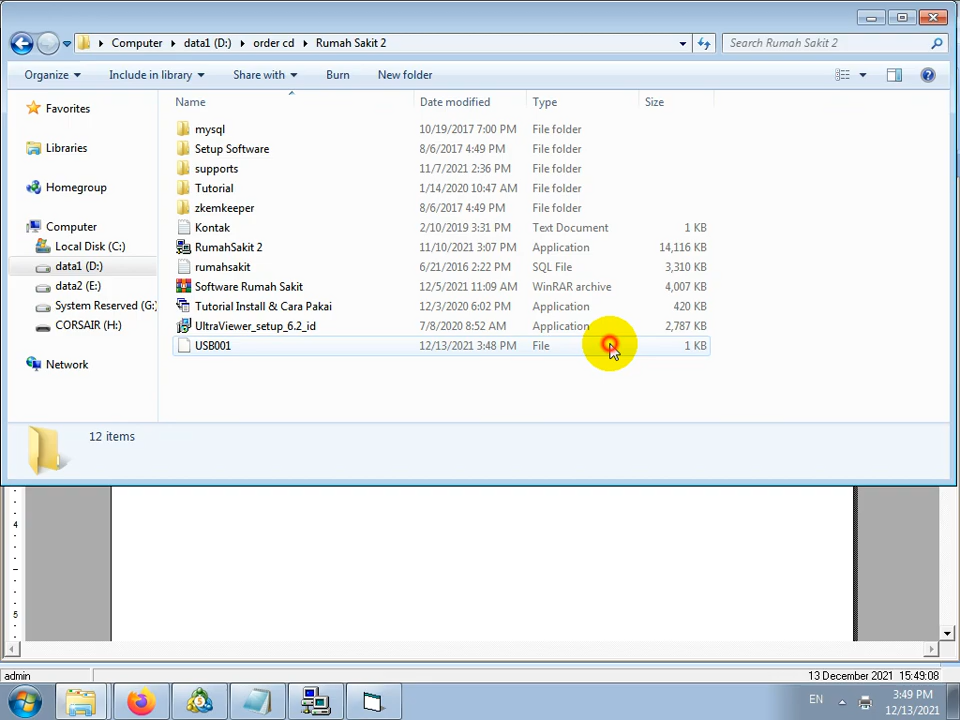 Computer data1 (D:) order cd Rumah Sakit 2 Search Rumah Sakit 2
Organize Include in library Share with Burn New folder
Name Date modified Type Size
Favorites
Libraries
Homegroup
Computer
Local Disk (C:)
data1 (D:)
data2 (E:)
System Reserved (G:
CORSAIR (H:)
Network
mysql 10/19/2017 7:00 PM File folder
Setup Software 8/6/2017 4:49 PM File folder
supports 11/7/2021 2:36 PM File folder
Tutorial 1/14/2020 10:47 AM File folder
zkemkeeper 8/6/2017 4:49 PM File folder
Kontak 2/10/2019 3:31 PM Text Document 1 KB
RumahSakit 2 11/10/2021 3:07 PM Application 14,116 KB
rumahsakit 6/21/2016 2:22 PM SQL File 3,310 KB
Software Rumah Sakit 12/5/2021 11:09 AM WinRAR archive 4,007 KB
Tutorial Install & Cara Pakai 12/3/2020 6:02 PM Application 420 KB
UltraViewer_setup_6.2_id 7/8/2020 8:52 AM Application 2,787 KB
USB001 12/13/2021 3:48 PM File 1 KB
12 items
4
5
admin 13 December 2021 15:49:08
EN 3:49 PM
12/13/2021